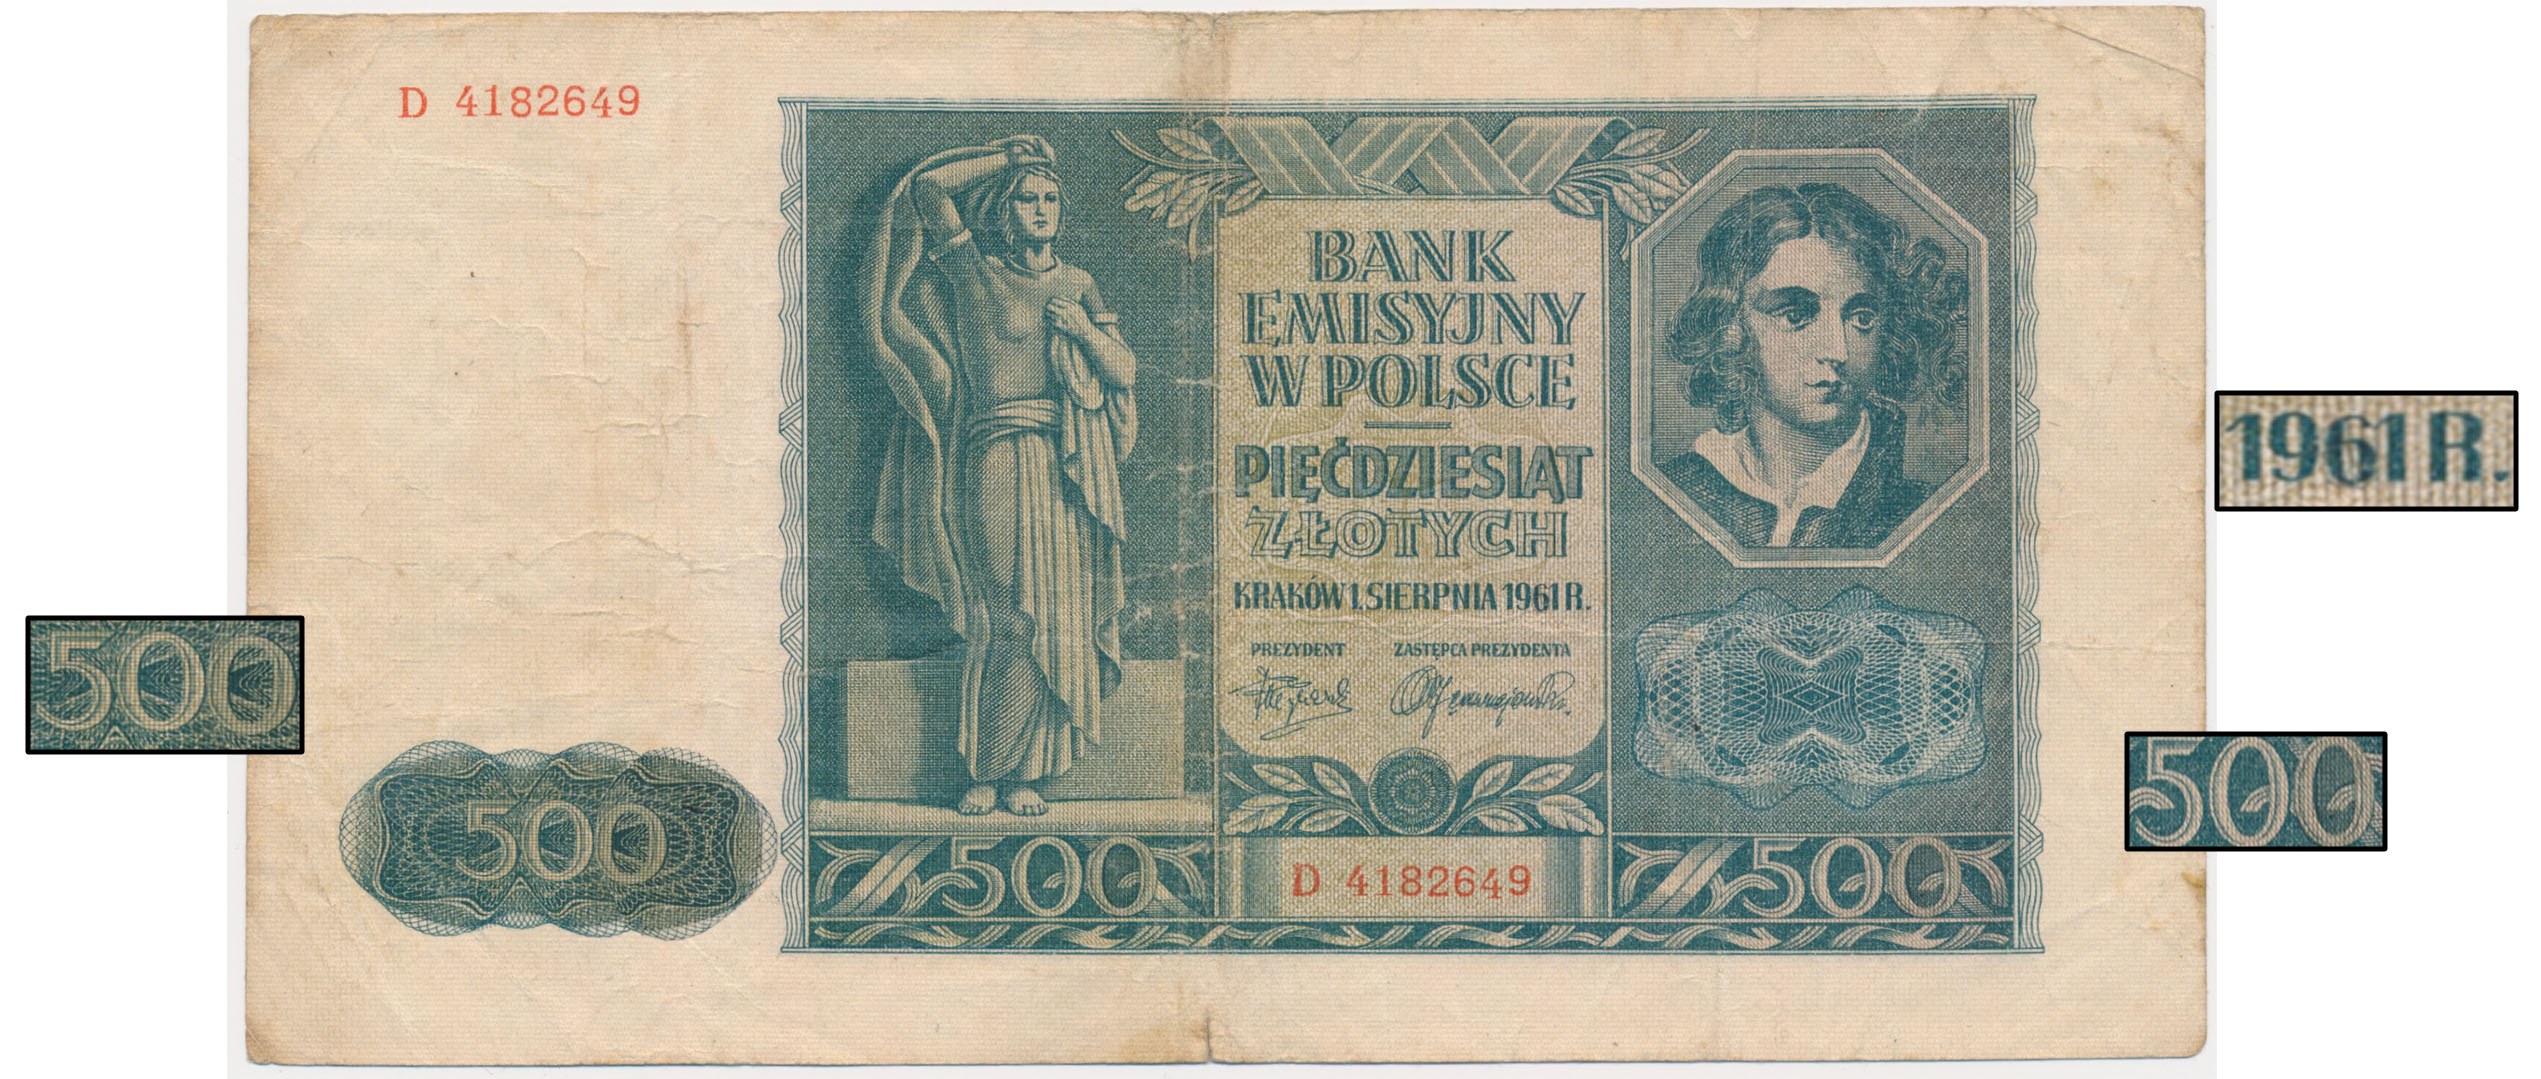 D 4182649
BANK
EMISYJNY
W POLSCE
PIĘĆDZIESIĄT
ZŁOTYCH
KRAKÓW 1. SIERPNIA 1961 R.
PREZYDENT ZASTĘPCA PREZYDENTA
500
500
D 4182649
500
1961 R.
500
500